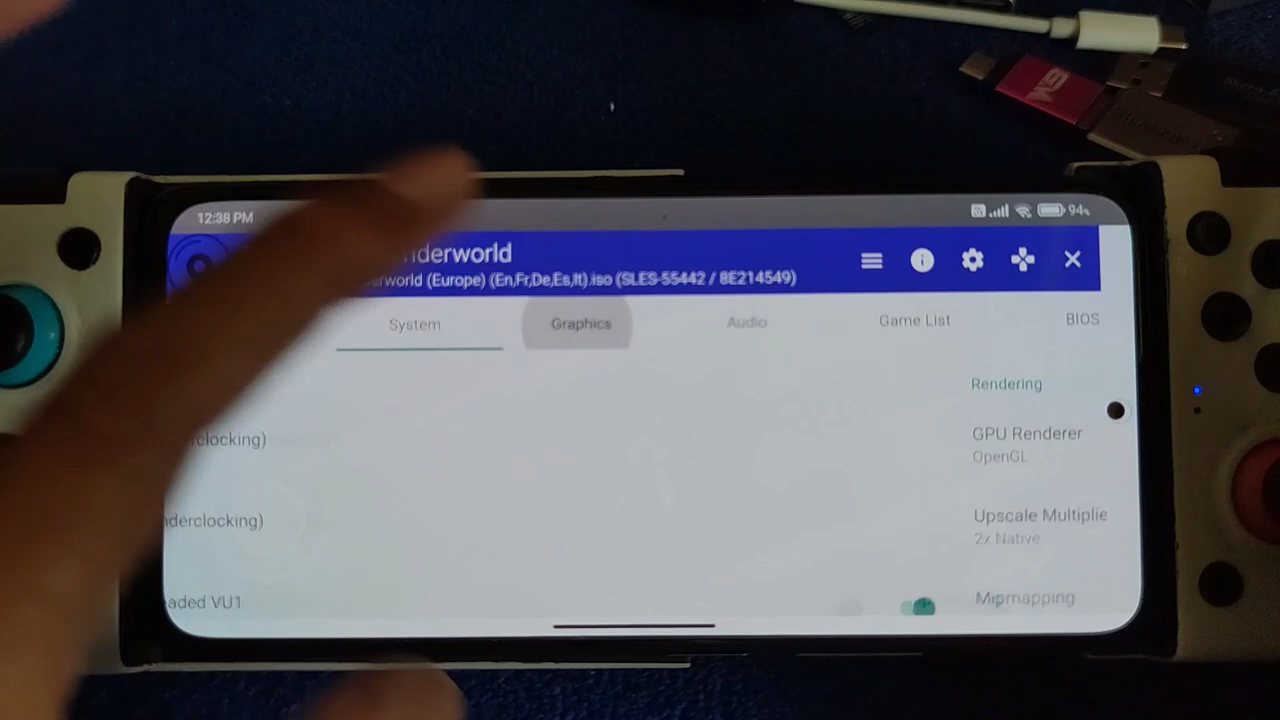 12:38 PM
94%
nderworld
erworld (Europe) (En,Fr,De,Es,It).iso (SLES-55442 / 8E214549)
System
Graphics
Audio
Game List
BIOS
Rendering
clocking)
GPU Renderer
OpenGL
nderclocking)
Upscale Multiplie
2x Native
aded VU1
Mipmapping